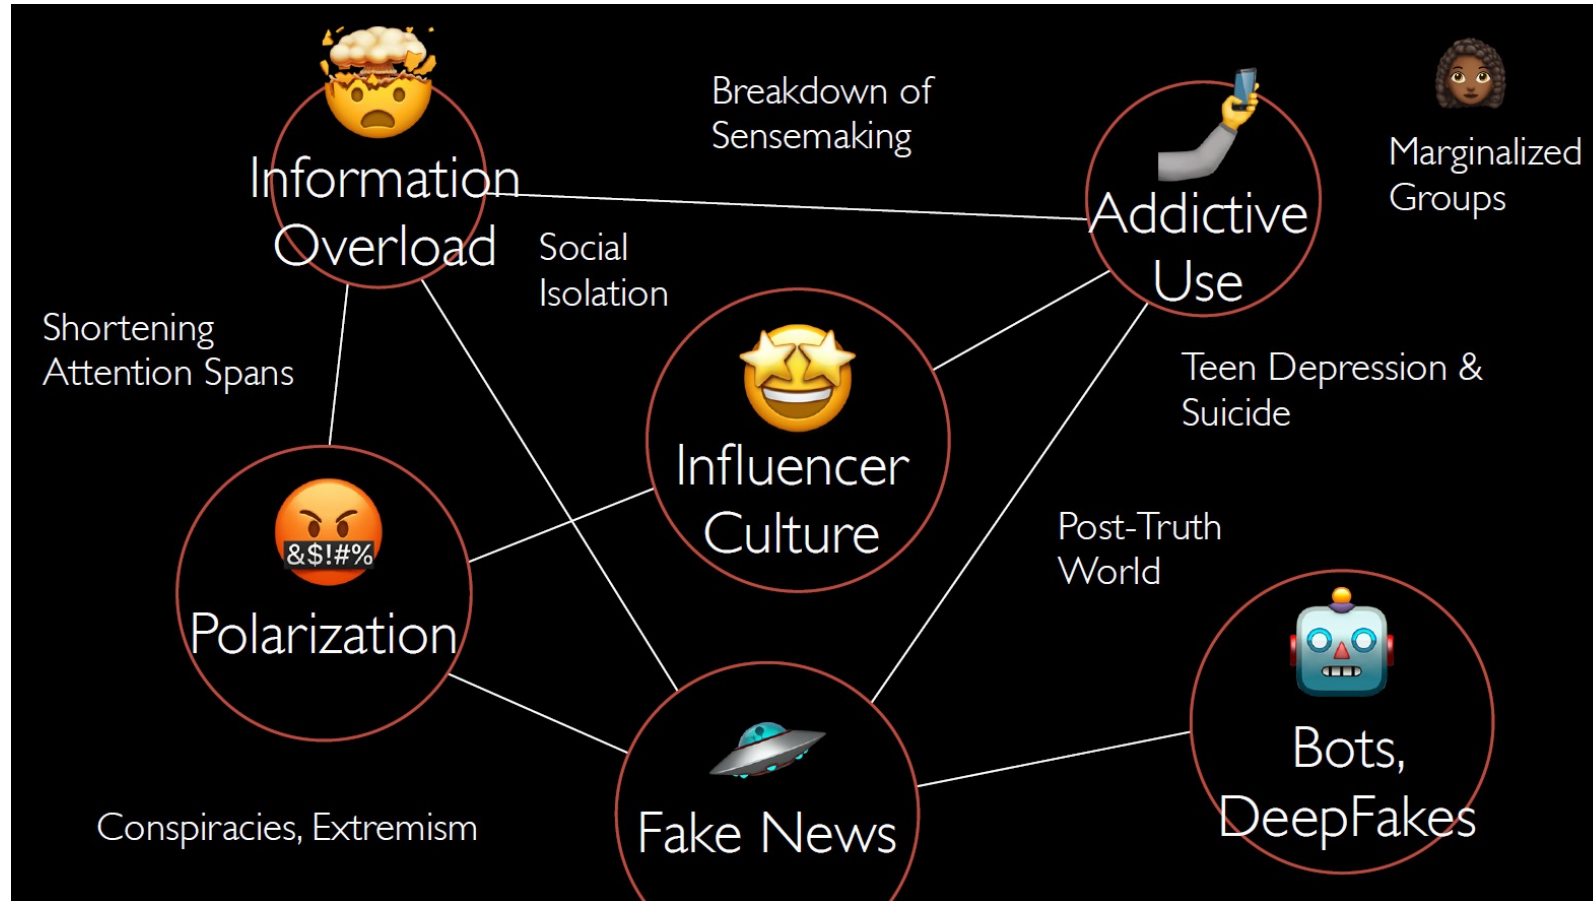 Information
Overload
Breakdown of
Sensemaking
Addictive
Use
Marginalized
Groups
Social
Isolation
Shortening
Attention Spans
Influencer
Culture
Teen Depression &
Suicide
&$!#%
Polarization
Post-Truth
World
Bots,
DeepFakes
Conspiracies, Extremism
Fake News